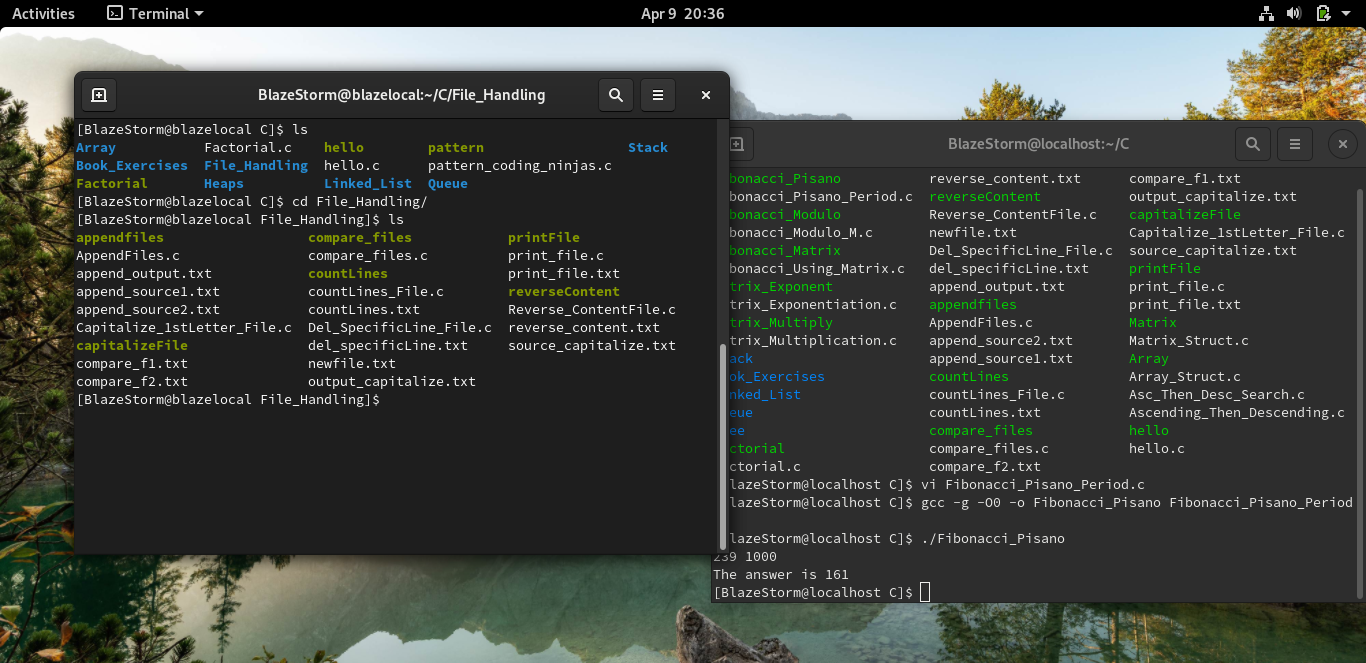 Activities Terminal Apr 9 20:36
BlazeStorm@blazelocal:~/C/File_Handling
[BlazeStorm@blazelocal C]$ ls
Array Factorial.c hello pattern Stack
Book_Exercises File_Handling hello.c pattern_coding_ninjas.c
Factorial Heaps Linked_List Queue
[BlazeStorm@blazelocal C]$ cd File_Handling/
[BlazeStorm@blazelocal File_Handling]$ ls
appendfiles compare_files printFile
AppendFiles.c compare_files.c print_file.c
append_output.txt countLines print_file.txt
append_source1.txt countLines_File.c reverseContent
append_source2.txt countLines.txt Reverse_ContentFile.c
Capitalize_1stLetter_File.c Del_SpecificLine_File.c reverse_content.txt
capitalizeFile del_specificLine.txt source_capitalize.txt
compare_f1.txt newfile.txt
compare_f2.txt output_capitalize.txt
[BlazeStorm@blazelocal File_Handling]$
BlazeStorm@localhost:~/C
bonacci_Pisano reverse_content.txt compare_f1.txt
bonacci_Pisano_Period.c reverseContent output_capitalize.txt
bonacci_Modulo Reverse_ContentFile.c capitalizeFile
bonacci_Modulo_M.c newfile.txt Capitalize_1stLetter_File.c
bonacci_Matrix Del_SpecificLine_File.c source_capitalize.txt
bonacci_Using_Matrix.c del_specificLine.txt printFile
trix_Exponent append_output.txt print_file.c
trix_Exponentiation.c appendfiles print_file.txt
trix_Multiply AppendFiles.c Matrix
trix_Multiplication.c append_source2.txt Matrix_Struct.c
ack append_source1.txt Array
ok_Exercises countLines Array_Struct.c
nked_List countLines_File.c Asc_Then_Desc_Search.c
eue countLines.txt Ascending_Then_Descending.c
ee compare_files hello
ctorial compare_files.c hello.c
ctorial.c compare_f2.txt
lazeStorm@localhost C]$ vi Fibonacci_Pisano_Period.c
lazeStorm@localhost C]$ gcc -g -O0 -o Fibonacci_Pisano Fibonacci_Pisano_Period
lazeStorm@localhost C]$ ./Fibonacci_Pisano
239 1000
The answer is 161
[BlazeStorm@localhost C]$